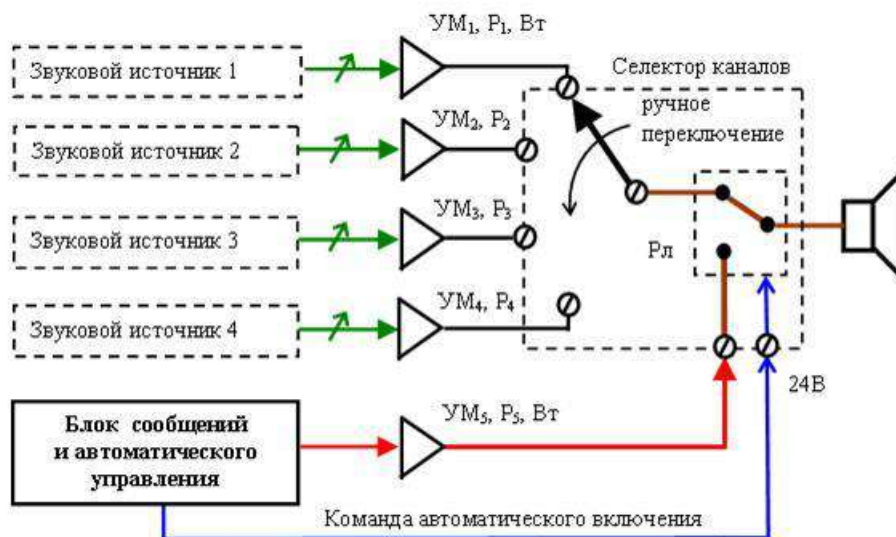 УМ₁, Р₁, Вт
Звуковой источник 1
Селектор каналов
ручное
переключение
УМ₂, Р₂
Звуковой источник 2
УМ₃, Р₃
Звуковой источник 3
Рл
УМ₄, Р₄
Звуковой источник 4
24В
УМ₅, Р₅, Вт
Блок сообщений
и автоматического
управления
Команда автоматического включения